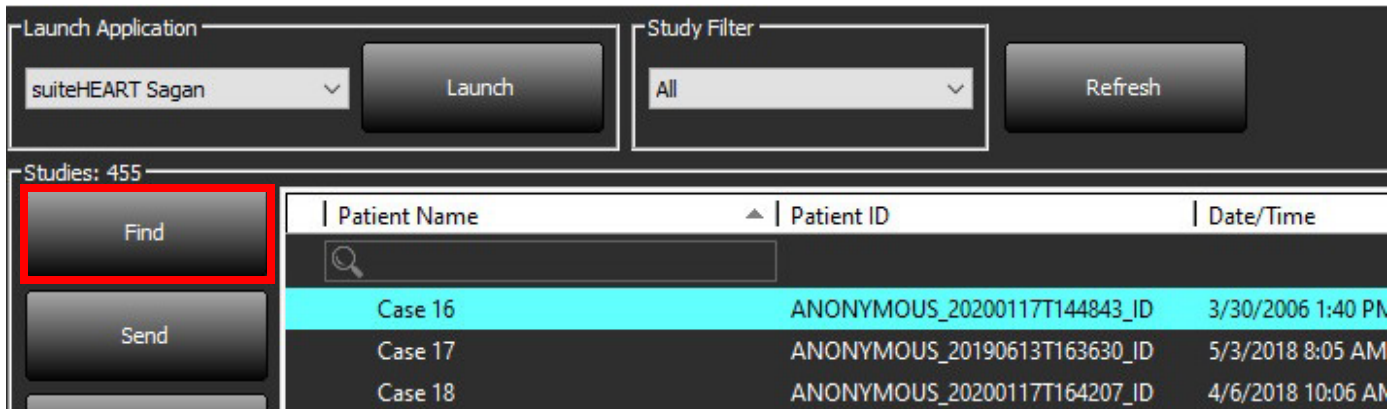 Launch Application
Study Filter
suiteHEART Sagan
Launch
All
Refresh
Studies: 455
Find
Patient Name
Patient ID
Date/Time
Send
Case 16 ANONYMOUS_20200117T144843_ID 3/30/2006 1:40 PM
Case 17 ANONYMOUS_20190613T163630_ID 5/3/2018 8:05 AM
Case 18 ANONYMOUS_20200117T164207_ID 4/6/2018 10:06 AM